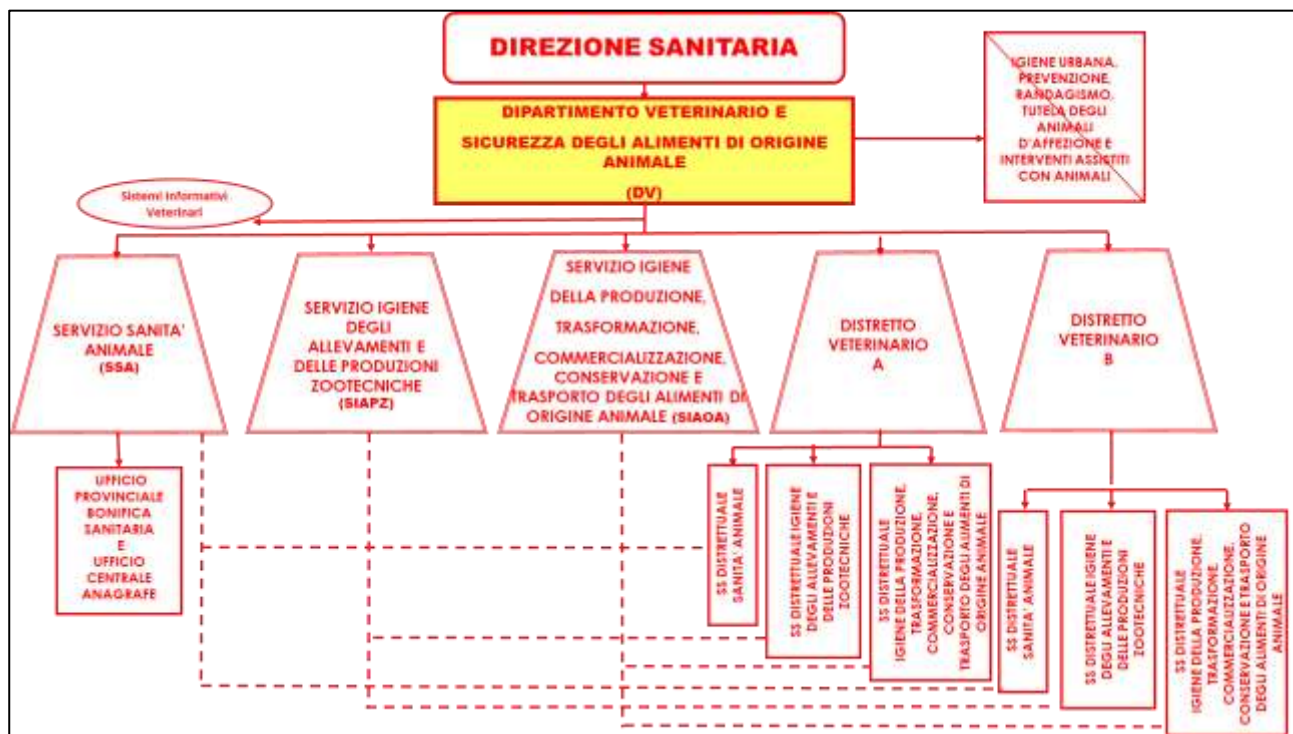 DIREZIONE SANITARIA
DIPARTIMENTO VETERINARIO E
SICUREZZA DEGLI ALIMENTI DI ORIGINE
ANIMALE
(DV)
IGIENE URBANA,
PREVENZIONE,
RANDAGISMO,
TUTELA DEGLI
ANIMALI
D'AFFEZIONE E
INTERVENTI ASSISTITI
CON ANIMALI
Sistemi Informativi
Veterinari
SERVIZIO SANITA'
ANIMALE
(SSA)
SERVIZIO IGIENE
DEGLI
ALLEVAMENTI E
DELLE PRODUZIONI
ZOOTECNICHE
(SIAPZ)
SERVIZIO IGIENE
DELLA PRODUZIONE,
TRASFORMAZIONE,
COMMERCIALIZZAZIONE,
CONSERVAZIONE E
TRASPORTO DEGLI ALIMENTI DI
ORIGINE ANIMALE (SIAOA)
DISTRETTO
VETERINARIO
A
DISTRETTO
VETERINARIO
B
UFFICIO
PROVINCIALE
BONIFICA
SANITARIA
E
UFFICIO
CENTRALE
ANAGRAFE
SS DISTRETTUALE
SANITA' ANIMALE
SS DISTRETTUALE IGIENE
DEGLI ALLEVAMENTI E
DELLE PRODUZIONI
ZOOTECNICHE
SS DISTRETTUALE
IGIENE DELLA PRODUZIONE,
TRASFORMAZIONE,
COMMERCIALIZZAZIONE,
CONSERVAZIONE E
TRASPORTO DEGLI ALIMENTI DI
ORIGINE ANIMALE
SS DISTRETTUALE
SANITA' ANIMALE
SS DISTRETTUALE IGIENE
DEGLI ALLEVAMENTI E
DELLE PRODUZIONI
ZOOTECNICHE
SS DISTRETTUALE
IGIENE DELLA PRODUZIONE,
TRASFORMAZIONE,
COMMERCIALIZZAZIONE,
CONSERVAZIONE E TRASPORTO
DEGLI ALIMENTI DI ORIGINE
ANIMALE